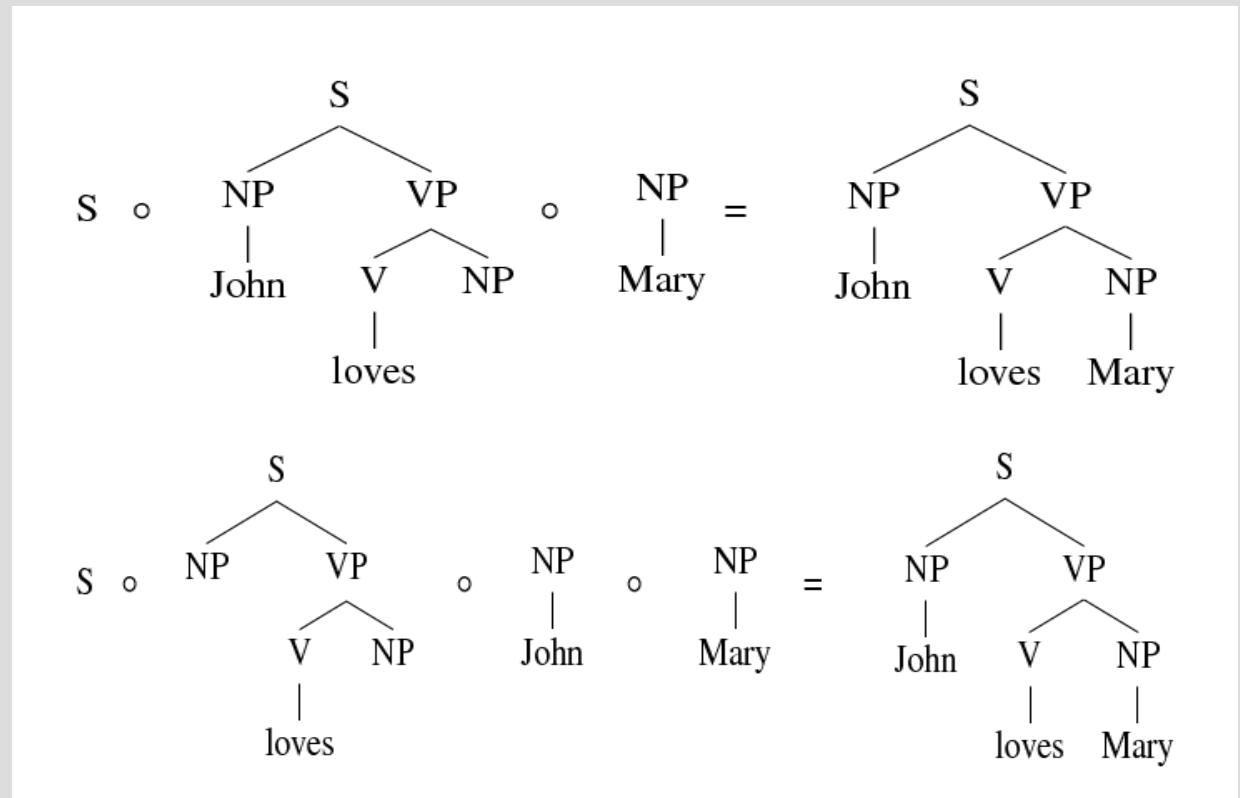 S S
S ∘ NP VP ∘ NP = NP VP
John V NP Mary John V NP
loves loves Mary
S S
S ∘ NP VP ∘ NP ∘ NP = NP VP
V NP John Mary John V NP
loves loves Mary